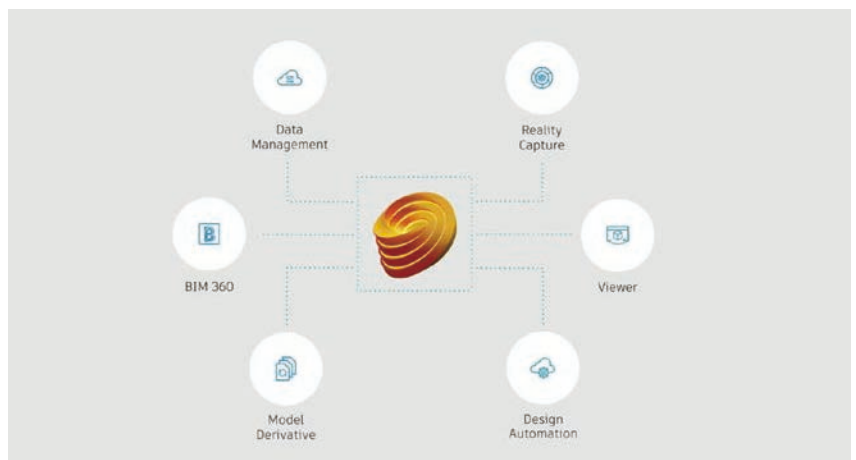 Data
Management
Reality
Capture
B
BIM 360
Viewer
Model
Derivative
Design
Automation